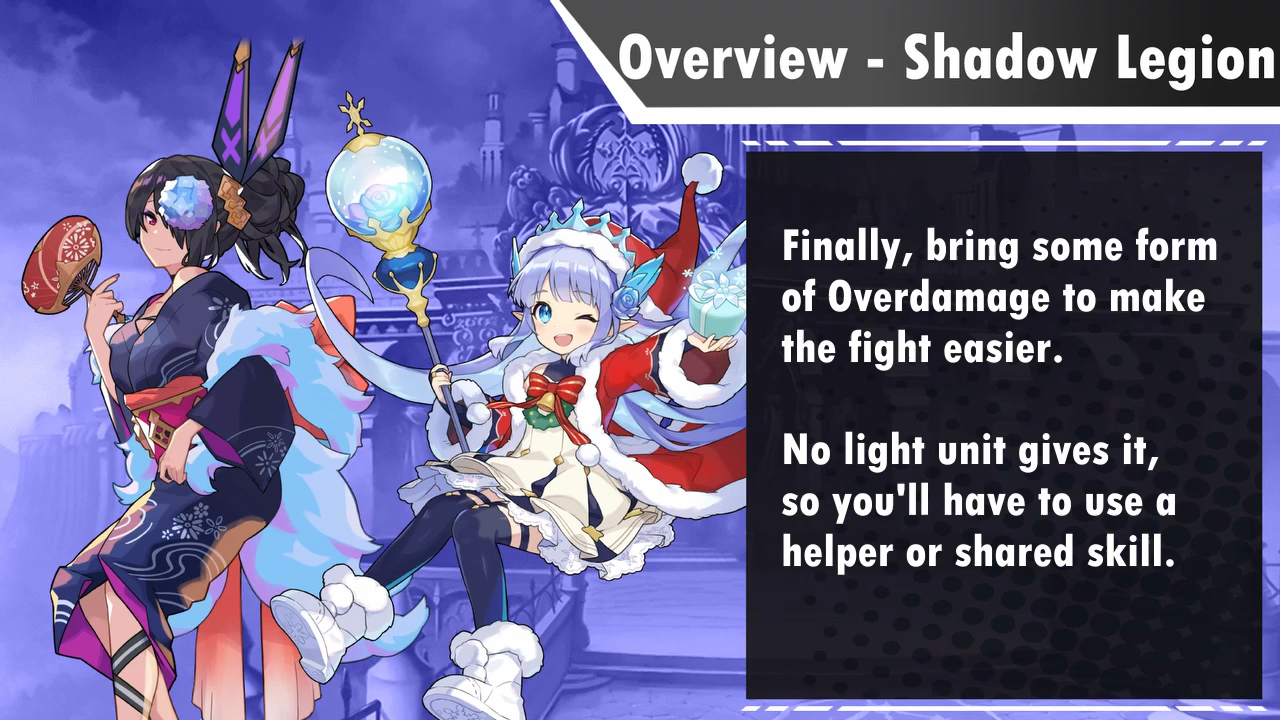 Overview - Shadow Legion
Finally, bring some form
of Overdamage to make
the fight easier.
No light unit gives it,
so you'll have to use a
helper or shared skill.